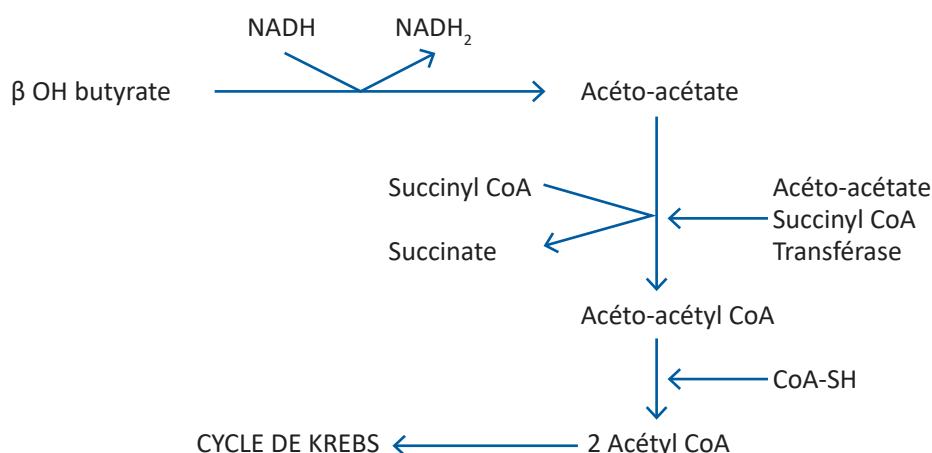 NADH NADH₂
β OH butyrate Acéto-acétate
Succinyl CoA Acéto-acétate
Succinyl CoA
Succinate Transférase
Acéto-acétyl CoA
CoA-SH
CYCLE DE KREBS 2 Acétyl CoA